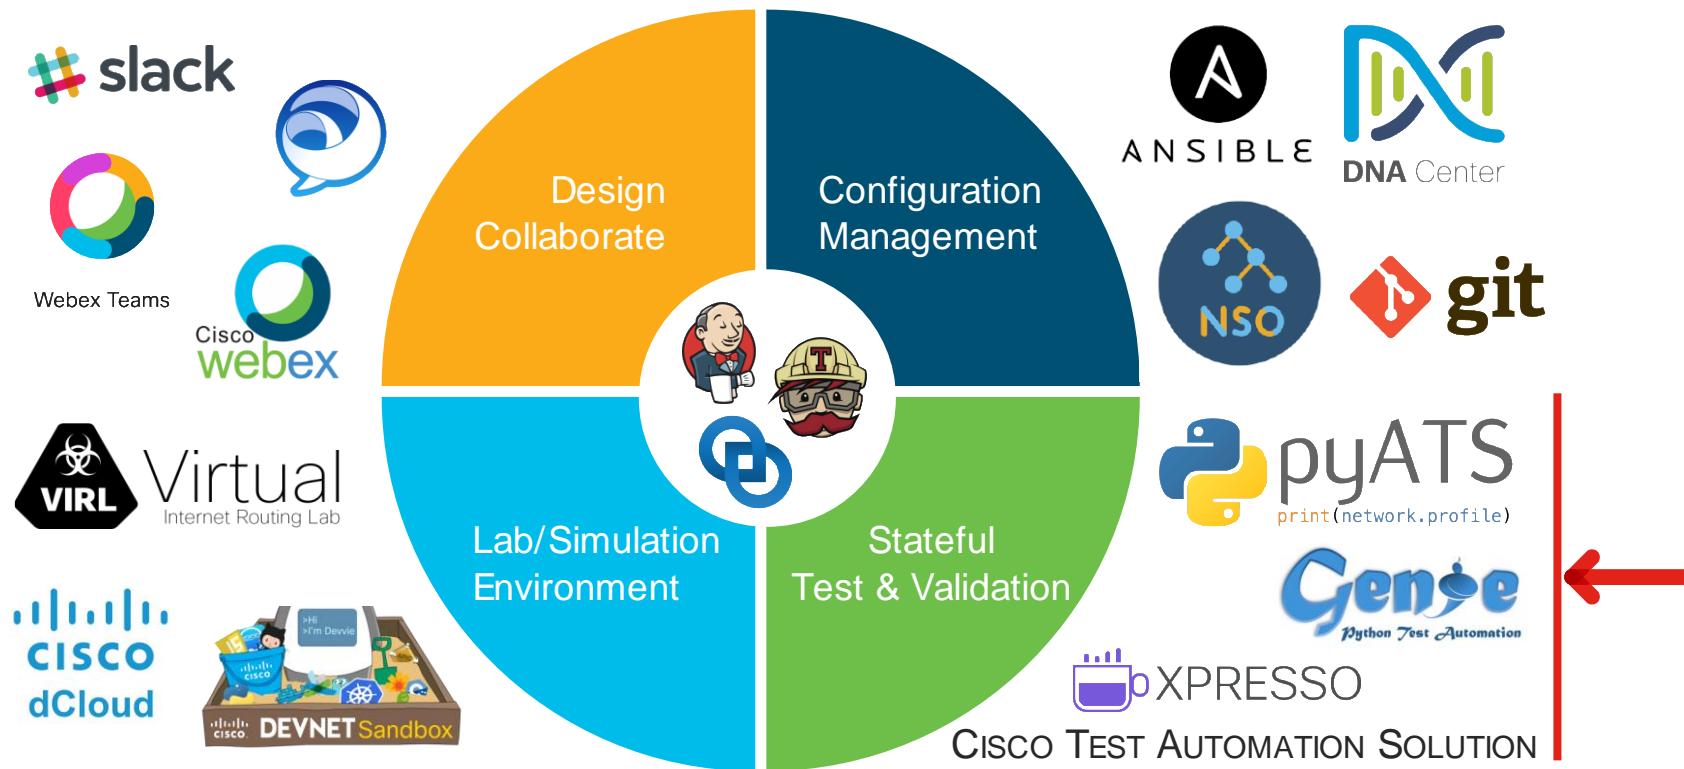 slack
Webex Teams
Cisco
webex
Design
Collaborate
Configuration
Management
ANSIBLE
DNA Center
NSO
git
T
VIRL
Virtual
Internet Routing Lab
CISCO
dCloud
>Hi
>I'm Devvie
CISCO
CISCO
DEVNET Sandbox
Lab/Simulation
Environment
Stateful
Test & Validation
pyATS
print(network.profile)
Genie
Python Test Automation
XPRESSO
CISCO TEST AUTOMATION SOLUTION